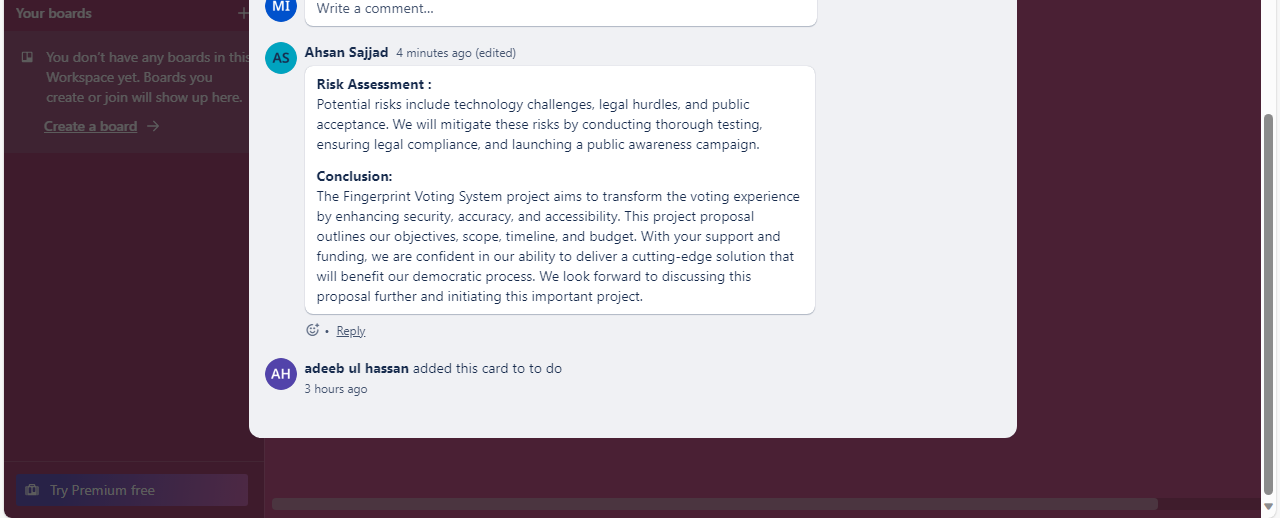 Your boards
You don't have any boards in this
Workspace yet. Boards you
create or join will show up here.
Create a board
Try Premium free
MI
Write a comment…
AS
Ahsan Sajjad 4 minutes ago (edited)
Risk Assessment :
Potential risks include technology challenges, legal hurdles, and public
acceptance. We will mitigate these risks by conducting thorough testing,
ensuring legal compliance, and launching a public awareness campaign.
Conclusion:
The Fingerprint Voting System project aims to transform the voting experience
by enhancing security, accuracy, and accessibility. This project proposal
outlines our objectives, scope, timeline, and budget. With your support and
funding, we are confident in our ability to deliver a cutting-edge solution that
will benefit our democratic process. We look forward to discussing this
proposal further and initiating this important project.
• Reply
AH
adeeb ul hassan added this card to to do
3 hours ago